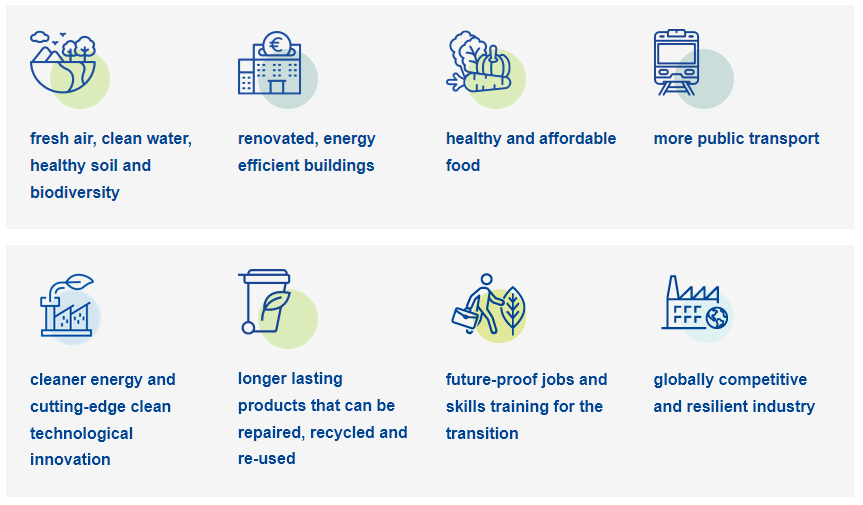 €
fresh air, clean water,
healthy soil and
biodiversity
renovated, energy
efficient buildings
healthy and affordable
food
more public transport
cleaner energy and
cutting-edge clean
technological
innovation
longer lasting
products that can be
repaired, recycled and
re-used
future-proof jobs and
skills training for the
transition
globally competitive
and resilient industry